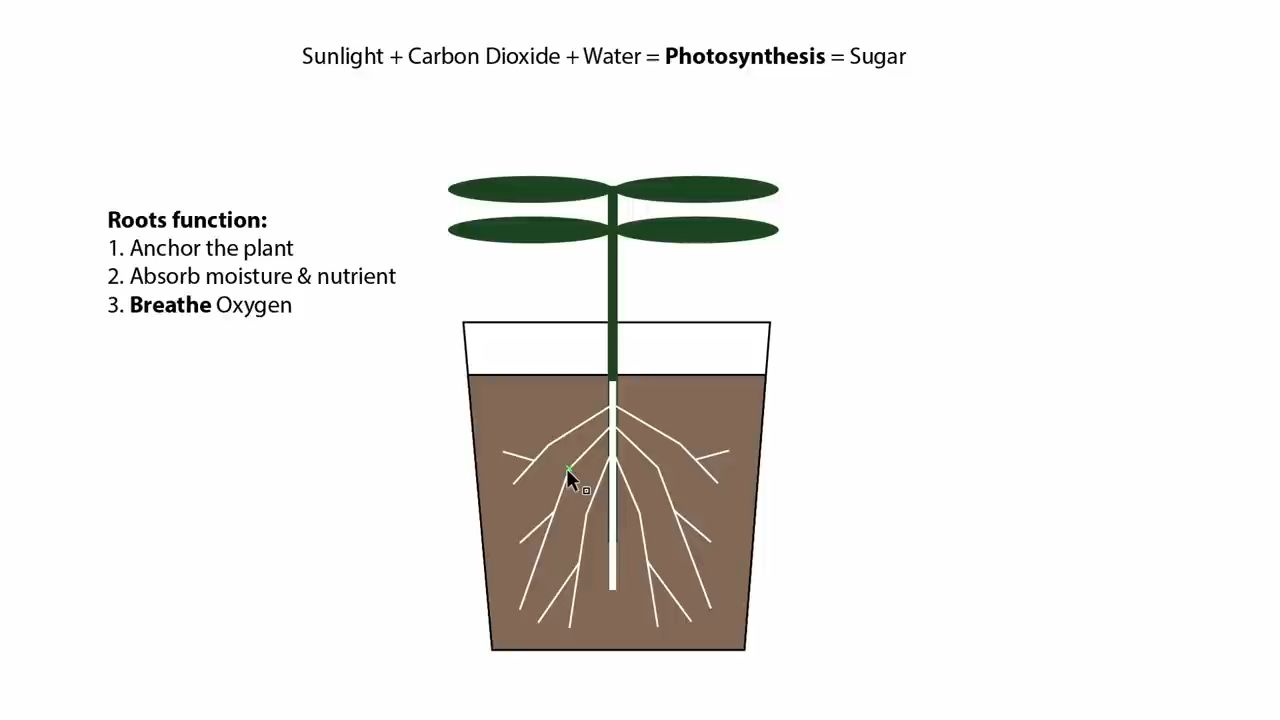 Sunlight + Carbon Dioxide + Water = Photosynthesis = Sugar
Roots function:
1. Anchor the plant
2. Absorb moisture & nutrient
3. Breathe Oxygen